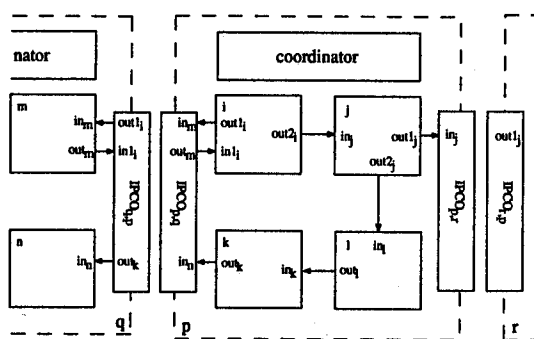 nator
coordinator
m
in_m
out_m
out1_i
in1_i
IPCO_q,p
n
in_n
out_k
q
in_m
out_m
in_n
IPCO_p,q
p
i
out1_i
in1_i
out2_i
j
in_j
out1_j
out2_j
k
out_k
in_k
l
in_l
out_l
in_j
IPCO_p,r
out1_j
IPCO_r,p
r